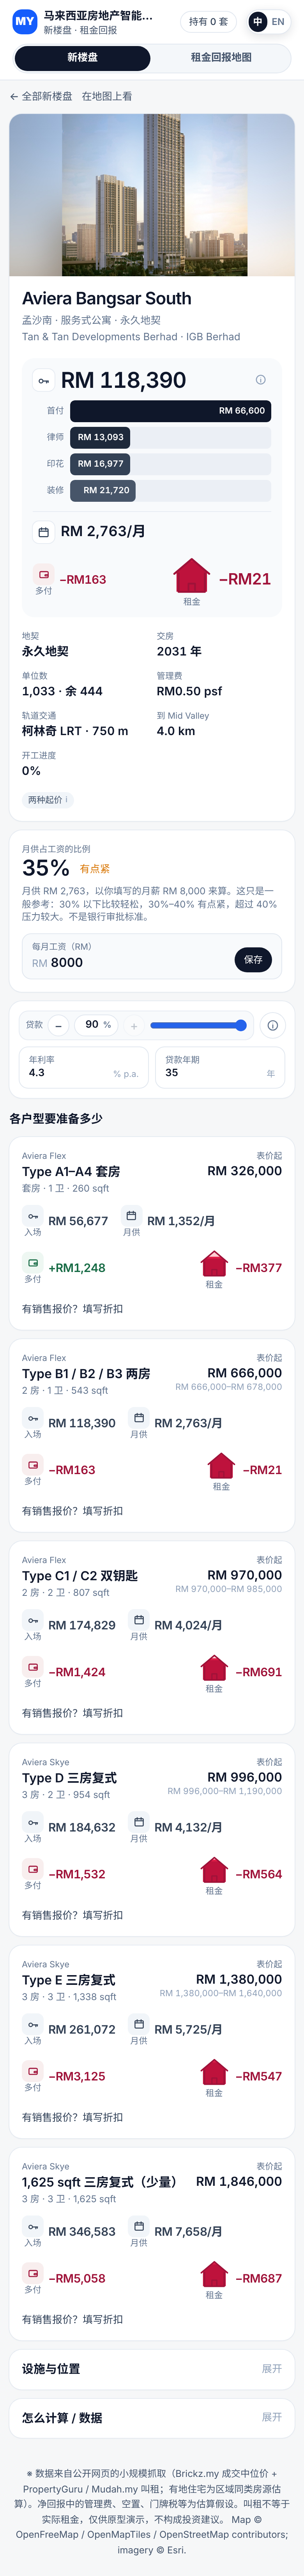 MY
马来西亚房地产智能...
新楼盘 · 租金回报
持有 0 套
中 EN
新楼盘
租金回报地图
← 全部新楼盘 在地图上看
Aviera Bangsar South
孟沙南 · 服务式公寓 · 永久地契
Tan & Tan Developments Berhad · IGB Berhad
RM 118,390
首付 RM 66,600
律师 RM 13,093
印花 RM 16,977
装修 RM 21,720
RM 2,763/月
−RM163
多付
−RM21
租金
地契
永久地契
交房
2031 年
单位数
1,033 · 余 444
管理费
RM0.50 psf
轨道交通
柯林奇 LRT · 750 m
到 Mid Valley
4.0 km
开工进度
0%
两种起价 i
月供占工资的比例
35% 有点紧
月供 RM 2,763，以你填写的月薪 RM 8,000 来算。这只是一
般参考：30% 以下比较轻松，30%–40% 有点紧，超过 40%
压力较大。不是银行审批标准。
每月工资（RM）
RM 8000
保存
贷款 − 90 % +
年利率
4.3 % p.a.
贷款年期
35 年
各户型要准备多少
Aviera Flex 表价起
Type A1–A4 套房 RM 326,000
套房 · 1 卫 · 260 sqft
RM 56,677 RM 1,352/月
入场 月供
+RM1,248 −RM377
多付 租金
有销售报价？填写折扣
Aviera Flex 表价起
Type B1 / B2 / B3 两房 RM 666,000
2 房 · 1 卫 · 543 sqft RM 666,000–RM 678,000
RM 118,390 RM 2,763/月
入场 月供
−RM163 −RM21
多付 租金
有销售报价？填写折扣
Aviera Flex 表价起
Type C1 / C2 双钥匙 RM 970,000
2 房 · 2 卫 · 807 sqft RM 970,000–RM 985,000
RM 174,829 RM 4,024/月
入场 月供
−RM1,424 −RM691
多付 租金
有销售报价？填写折扣
Aviera Skye 表价起
Type D 三房复式 RM 996,000
3 房 · 2 卫 · 954 sqft RM 996,000–RM 1,190,000
RM 184,632 RM 4,132/月
入场 月供
−RM1,532 −RM564
多付 租金
有销售报价？填写折扣
Aviera Skye 表价起
Type E 三房复式 RM 1,380,000
3 房 · 3 卫 · 1,338 sqft RM 1,380,000–RM 1,640,000
RM 261,072 RM 5,725/月
入场 月供
−RM3,125 −RM547
多付 租金
有销售报价？填写折扣
Aviera Skye 表价起
1,625 sqft 三房复式（少量） RM 1,846,000
3 房 · 3 卫 · 1,625 sqft
RM 346,583 RM 7,658/月
入场 月供
−RM5,058 −RM687
多付 租金
有销售报价？填写折扣
设施与位置 展开
怎么计算 / 数据 展开
※ 数据来自公开网页的小规模抓取（Brickz.my 成交中位价 +
PropertyGuru / Mudah.my 叫租；有地住宅为区域同类房源估
算）。净回报中的管理费、空置、门牌税等为估算假设。叫租不等于
实际租金，仅供原型演示，不构成投资建议。 Map ©
OpenFreeMap / OpenMapTiles / OpenStreetMap contributors;
imagery © Esri.